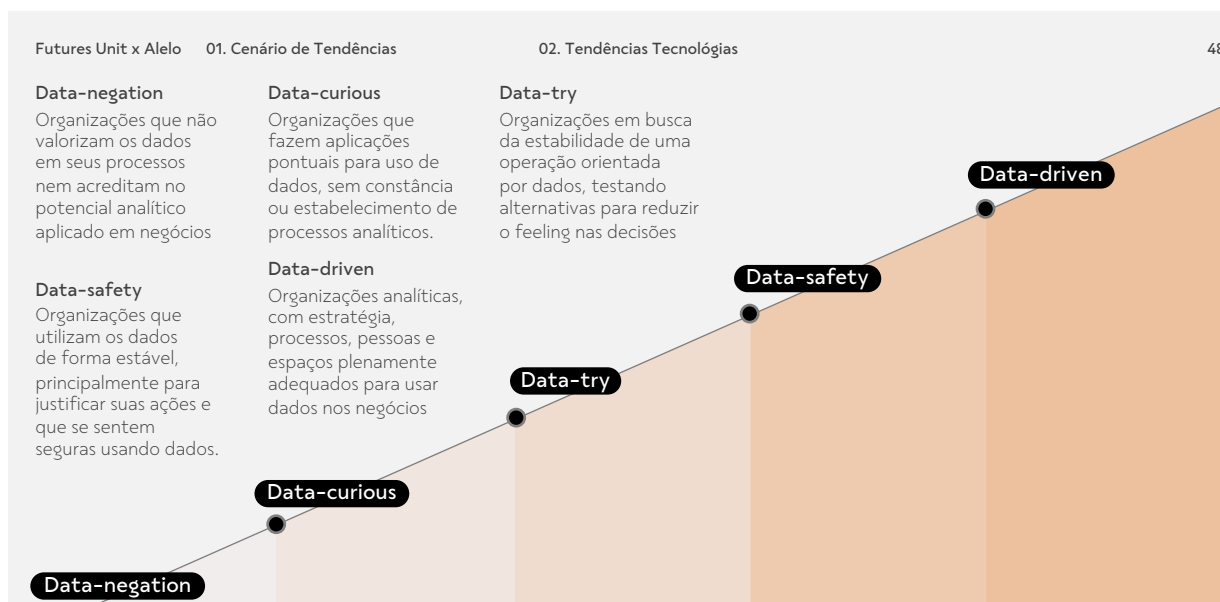 Futures Unit x Alelo 01. Cenário de Tendências 02. Tendências Tecnológias 48
Data-negation
Organizações que não
valorizam os dados
em seus processos
nem acreditam no
potencial analítico
aplicado em negócios
Data-curious
Organizações que
fazem aplicações
pontuais para uso de
dados, sem constância
ou estabelecimento de
processos analíticos.
Data-try
Organizações em busca
da estabilidade de uma
operação orientada
por dados, testando
alternativas para reduzir
o feeling nas decisões
Data-safety
Organizações que
utilizam os dados
de forma estável,
principalmente para
justificar suas ações e
que se sentem
seguras usando dados.
Data-driven
Organizações analíticas,
com estratégia,
processos, pessoas e
espaços plenamente
adequados para usar
dados nos negócios
Data-driven
Data-safety
Data-try
Data-curious
Data-negation